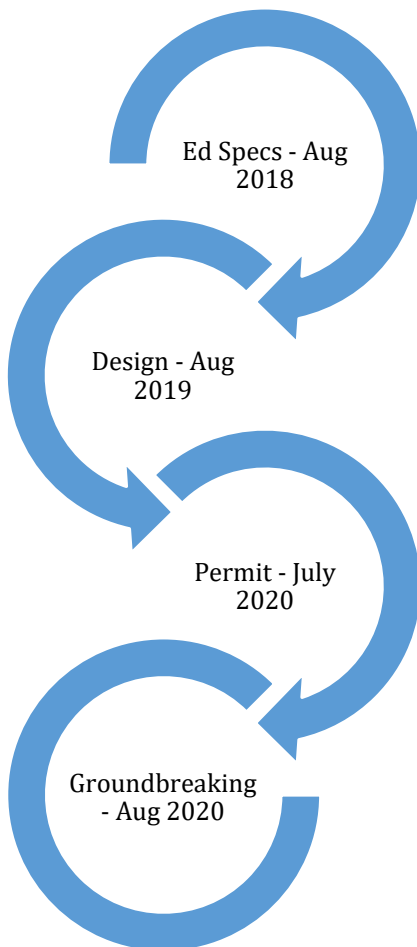 Ed Specs - Aug
2018
Design - Aug
2019
Permit - July
2020
Groundbreaking
- Aug 2020